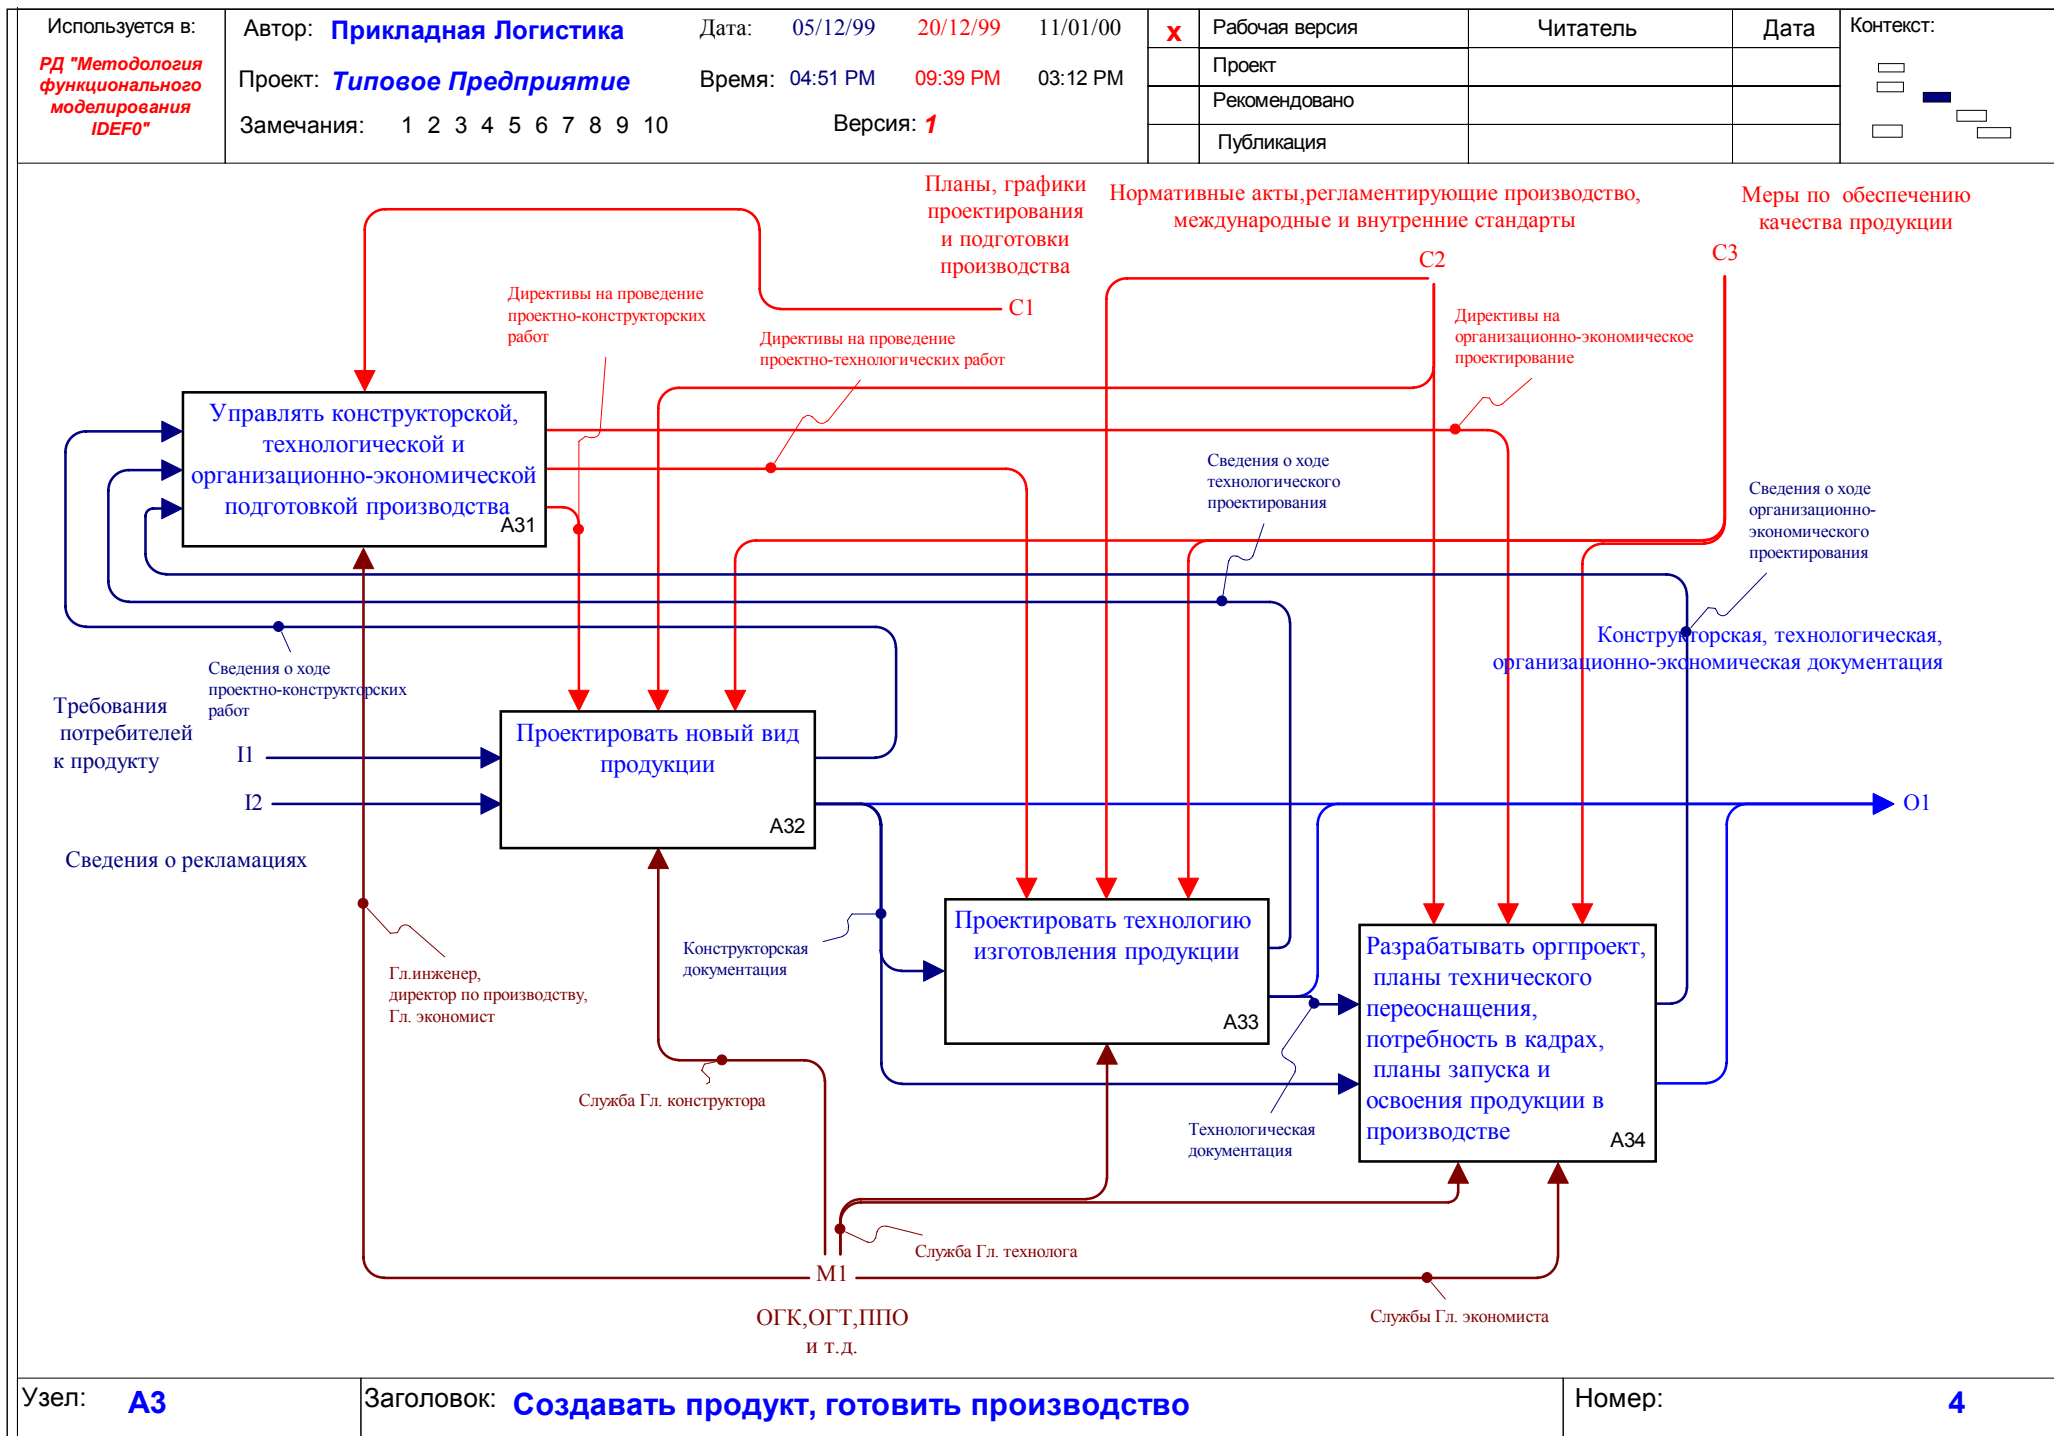 Используется в:
РД "Методология
функционального
моделирования
IDEF0"
Автор: Прикладная Логистика
Дата: 05/12/99 20/12/99 11/01/00
Проект: Типовое Предприятие
Время: 04:51 PM 09:39 PM 03:12 PM
Замечания: 1 2 3 4 5 6 7 8 9 10
Версия: 1
x Рабочая версия Читатель Дата
Проект
Рекомендовано
Публикация
Контекст:
Планы, графики
проектирования
и подготовки
производства
C1
Нормативные акты,регламентирующие производство,
международные и внутренние стандарты
C2
Меры по обеспечению
качества продукции
C3
Директивы на проведение
проектно-конструкторских
работ
Директивы на проведение
проектно-технологических работ
Директивы на
организационно-экономическое
проектирование
Управлять конструкторской,
технологической и
организационно-экономической
подготовкой производства
A31
Сведения о ходе
технологического
проектирования
Сведения о ходе
организационно-
экономического
проектирования
Конструкторская, технологическая,
организационно-экономическая документация
Сведения о ходе
проектно-конструкторских
работ
Требования
потребителей
к продукту
I1
I2
Сведения о рекламациях
Проектировать новый вид
продукции
A32
O1
Конструкторская
документация
Проектировать технологию
изготовления продукции
A33
Разрабатывать оргпроект,
планы технического
переоснащения,
потребность в кадрах,
планы запуска и
освоения продукции в
производстве
A34
Гл.инженер,
директор по производству,
Гл. экономист
Служба Гл. конструктора
Технологическая
документация
Служба Гл. технолога
M1
ОГК,ОГТ,ППО
и т.д.
Службы Гл. экономиста
Узел: A3
Заголовок: Создавать продукт, готовить производство
Номер: 4